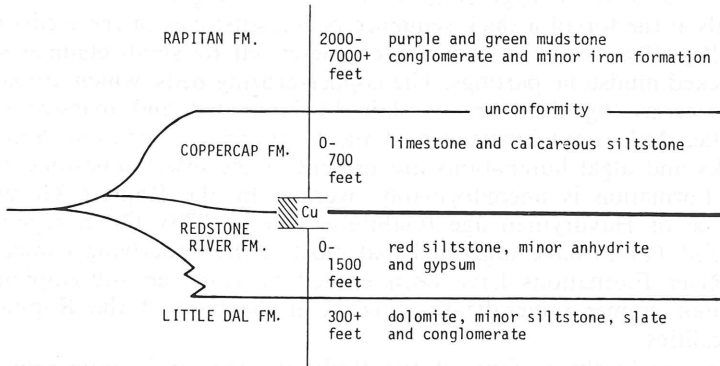 RAPITAN FM. 2000- purple and green mudstone
7000+ conglomerate and minor iron formation
feet
unconformity
COPPERCAP FM. 0- limestone and calcareous siltstone
700
feet
Cu
REDSTONE 0- red siltstone, minor anhydrite
RIVER FM. 1500 and gypsum
feet
LITTLE DAL FM. 300+ dolomite, minor siltstone, slate
feet and conglomerate